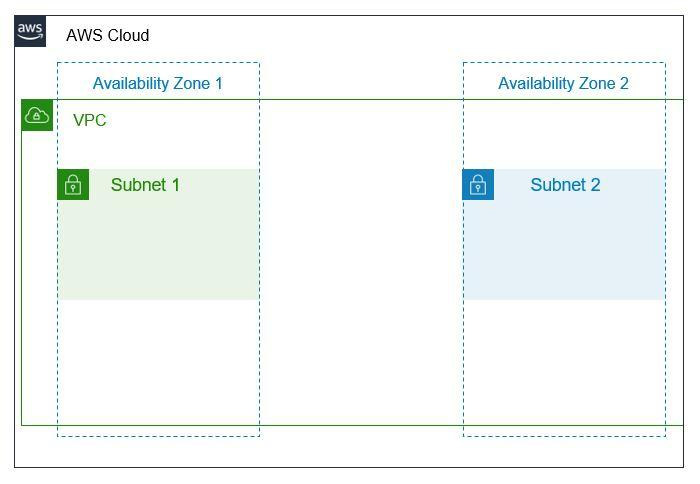 aws
AWS Cloud
Availability Zone 1
Availability Zone 2
VPC
Subnet 1
Subnet 2